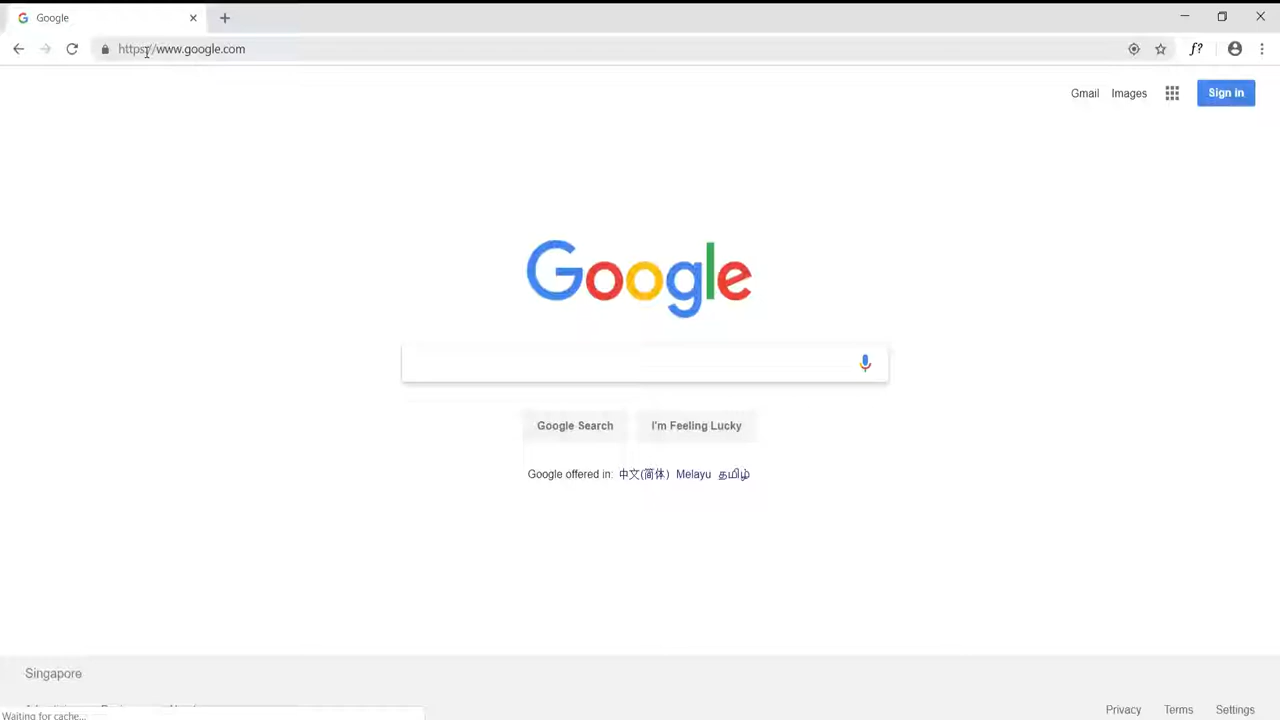 Google
https://www.google.com
f?
Gmail Images Sign in
Google
Google Search I'm Feeling Lucky
Google offered in: 中文(简体) Melayu தமிழ்
Singapore
Waiting for cache...
Privacy Terms Settings